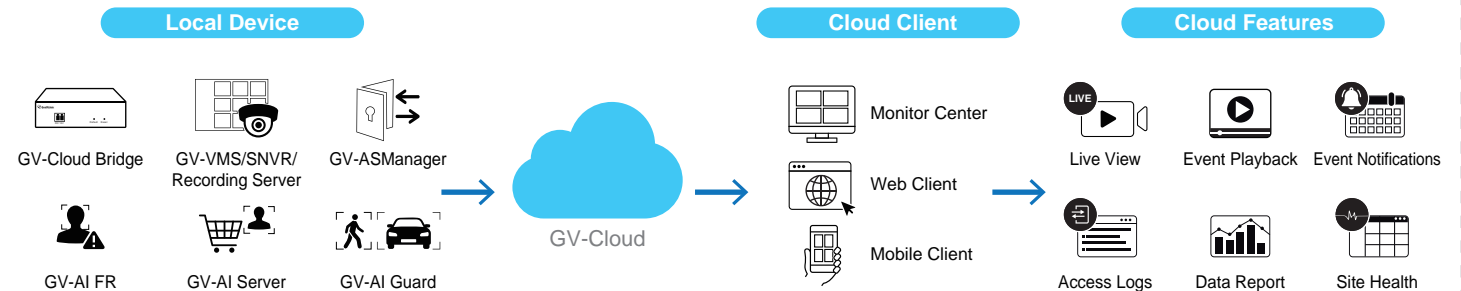 Local Device
Cloud Client
Cloud Features
GV-Cloud Bridge
GV-VMS/SNVR/
Recording Server
GV-ASManager
GV-AI FR
GV-AI Server
GV-AI Guard
GV-Cloud
Monitor Center
Web Client
Mobile Client
LIVE
Live View
Event Playback
Event Notifications
Access Logs
Data Report
Site Health